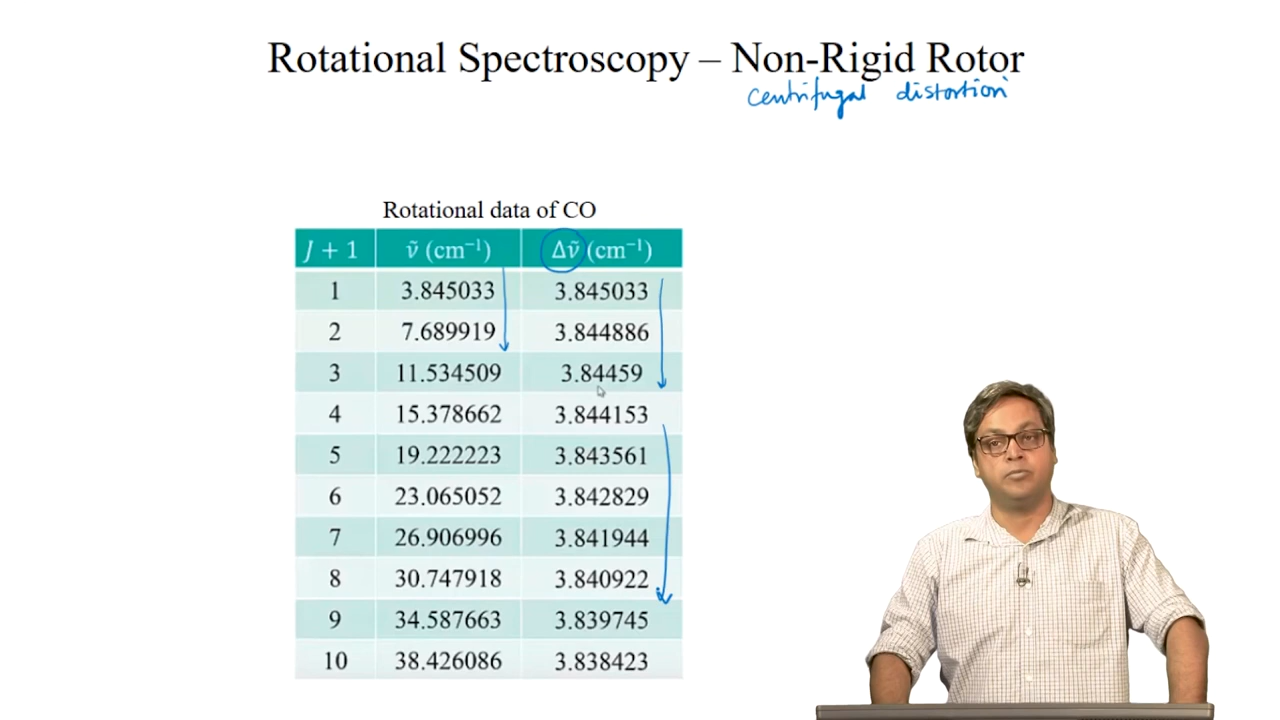 Rotational Spectroscopy – Non-Rigid Rotor
centrifugal distortion
Rotational data of CO
J + 1 ν̃ (cm⁻¹) Δν̃ (cm⁻¹)
1 3.845033 3.845033
2 7.689919 3.844886
3 11.534509 3.84459
4 15.378662 3.844153
5 19.222223 3.843561
6 23.065052 3.842829
7 26.906996 3.841944
8 30.747918 3.840922
9 34.587663 3.839745
10 38.426086 3.838423